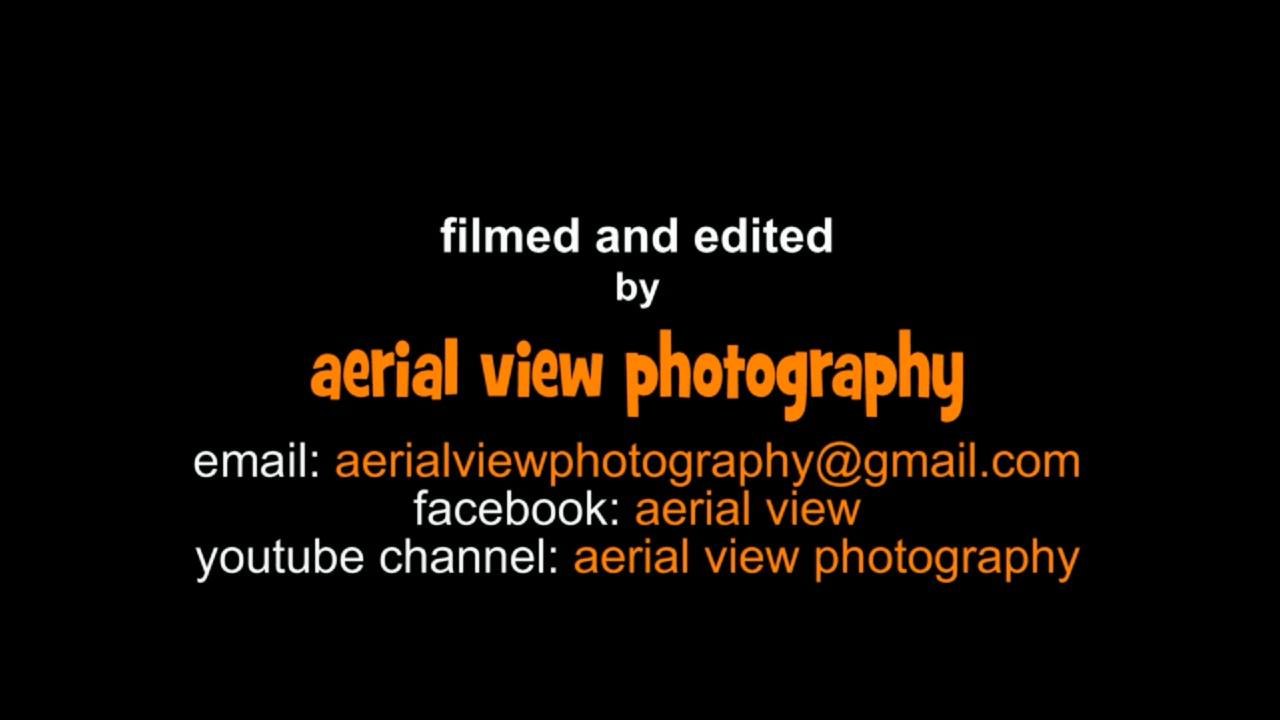 filmed and edited
by
aerial view photography
email: aerialviewphotography@gmail.com
facebook: aerial view
youtube channel: aerial view photography